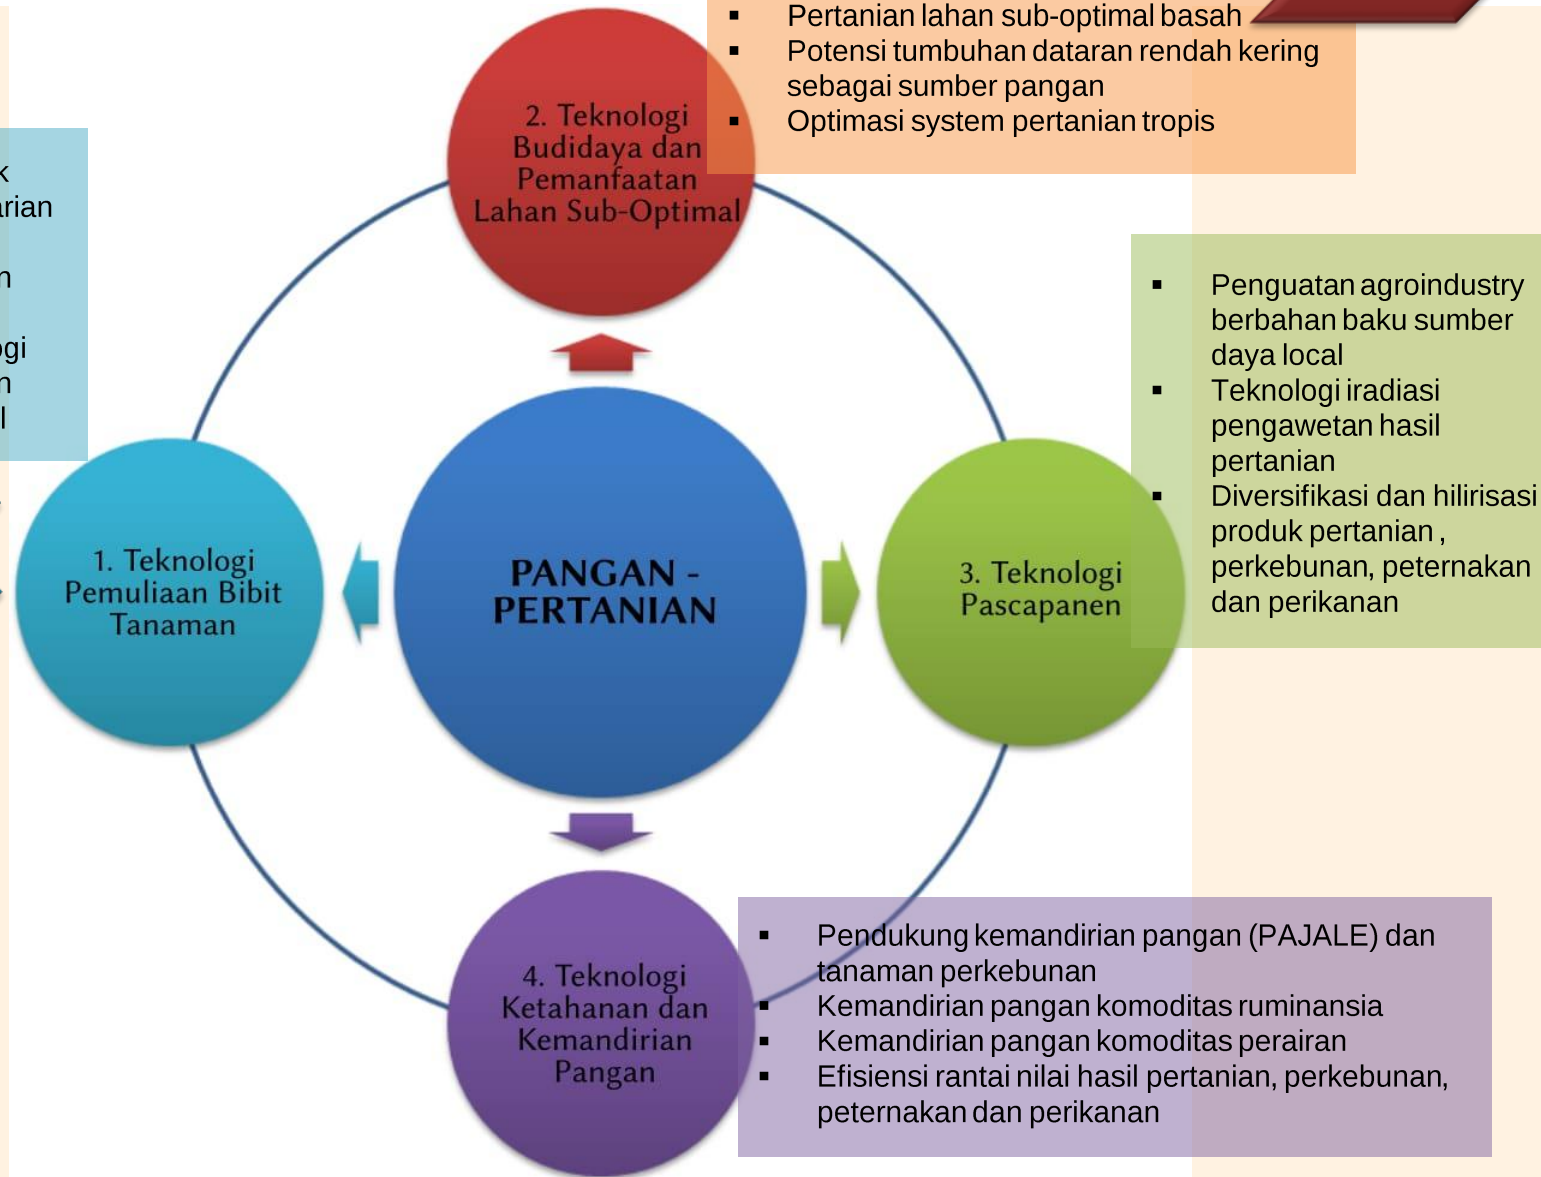 ▪ Pertanian lahan sub-optimal basah
▪ Potensi tumbuhan dataran rendah kering
sebagai sumber pangan
▪ Optimasi system pertanian tropis
2. Teknologi
Budidaya dan
Pemanfaatan
Lahan Sub-Optimal
▪ Penguatan agroindustry
berbahan baku sumber
daya local
▪ Teknologi iradiasi
pengawetan hasil
pertanian
▪ Diversifikasi dan hilirisasi
produk pertanian ,
perkebunan, peternakan
dan perikanan
1. Teknologi
Pemuliaan Bibit
Tanaman
PANGAN -
PERTANIAN
3. Teknologi
Pascapanen
4. Teknologi
Ketahanan dan
Kemandirian
Pangan
▪ Pendukung kemandirian pangan (PAJALE) dan
tanaman perkebunan
▪ Kemandirian pangan komoditas ruminansia
▪ Kemandirian pangan komoditas perairan
▪ Efisiensi rantai nilai hasil pertanian, perkebunan,
peternakan dan perikanan